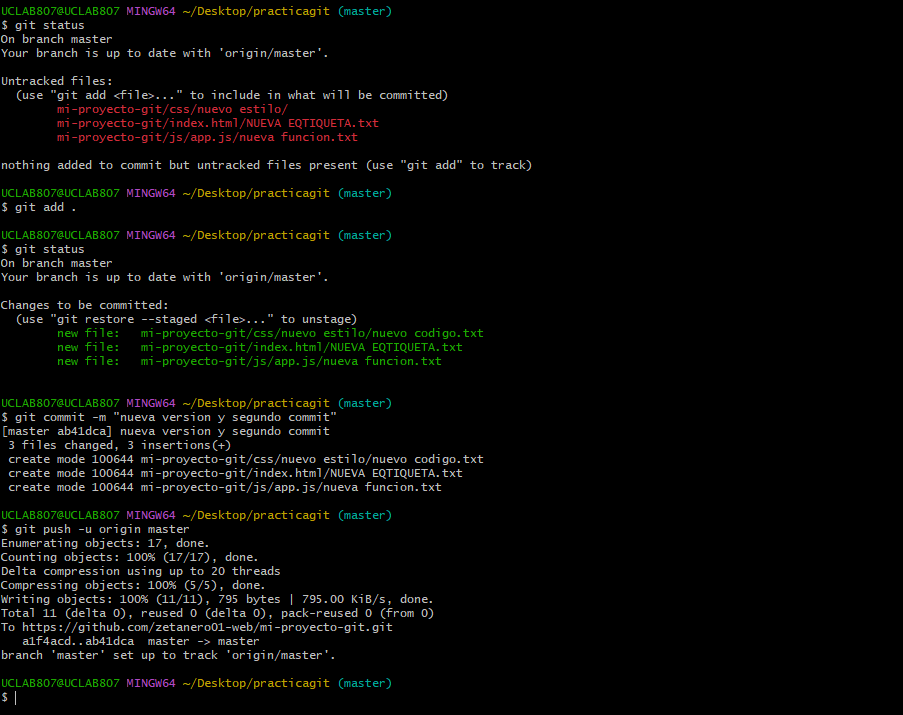 UCLAB807@UCLAB807 MINGW64 ~/Desktop/practicagit (master)
$ git status
On branch master
Your branch is up to date with 'origin/master'.
Untracked files:
(use "git add <file>..." to include in what will be committed)
mi-proyecto-git/css/nuevo estilo/
mi-proyecto-git/index.html/NUEVA EQTIQUETA.txt
mi-proyecto-git/js/app.js/nueva funcion.txt
nothing added to commit but untracked files present (use "git add" to track)
UCLAB807@UCLAB807 MINGW64 ~/Desktop/practicagit (master)
$ git add .
UCLAB807@UCLAB807 MINGW64 ~/Desktop/practicagit (master)
$ git status
On branch master
Your branch is up to date with 'origin/master'.
Changes to be committed:
(use "git restore --staged <file>..." to unstage)
new file:   mi-proyecto-git/css/nuevo estilo/nuevo codigo.txt
new file:   mi-proyecto-git/index.html/NUEVA EQTIQUETA.txt
new file:   mi-proyecto-git/js/app.js/nueva funcion.txt
UCLAB807@UCLAB807 MINGW64 ~/Desktop/practicagit (master)
$ git commit -m "nueva version y segundo commit"
[master ab41dca] nueva version y segundo commit
3 files changed, 3 insertions(+)
create mode 100644 mi-proyecto-git/css/nuevo estilo/nuevo codigo.txt
create mode 100644 mi-proyecto-git/index.html/NUEVA EQTIQUETA.txt
create mode 100644 mi-proyecto-git/js/app.js/nueva funcion.txt
UCLAB807@UCLAB807 MINGW64 ~/Desktop/practicagit (master)
$ git push -u origin master
Enumerating objects: 17, done.
Counting objects: 100% (17/17), done.
Delta compression using up to 20 threads
Compressing objects: 100% (5/5), done.
Writing objects: 100% (11/11), 795 bytes | 795.00 KiB/s, done.
Total 11 (delta 0), reused 0 (delta 0), pack-reused 0 (from 0)
To https://github.com/zetanero01-web/mi-proyecto-git.git
a1f4acd..ab41dca  master -> master
branch 'master' set up to track 'origin/master'.
UCLAB807@UCLAB807 MINGW64 ~/Desktop/practicagit (master)
$